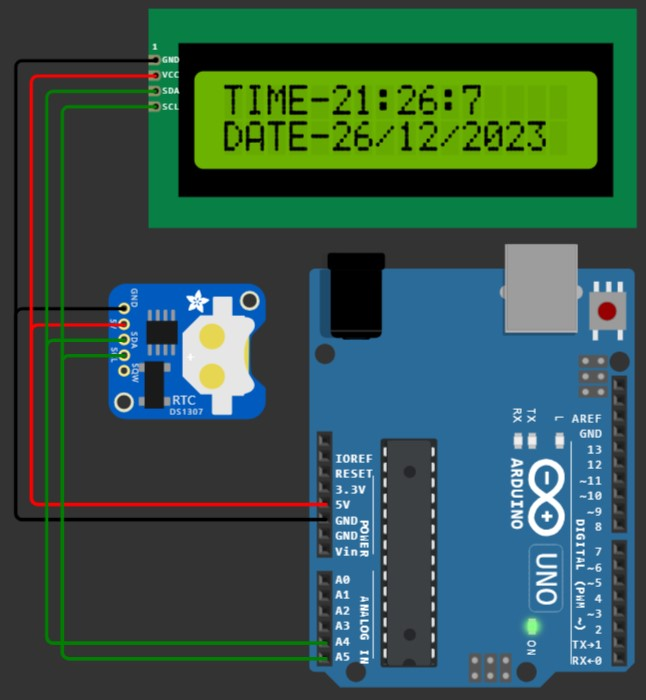 1
GND
VCC
SDA
SCL
TIME-21:26:7
DATE-26/12/2023
GND
5V
SDA
SCL
SQW
RTC
DS1307
IOREF
RESET
3.3V
5V
GND
GND
Vin
POWER
A0
A1
A2
A3
A4
A5
ANALOG IN
RX
TX
L
ARDUINO
UNO
ON
AREF
GND
13
12
~11
~10
~9
8
7
~6
~5
4
~3
2
TX→1
RX←0
DIGITAL (PWM ~)